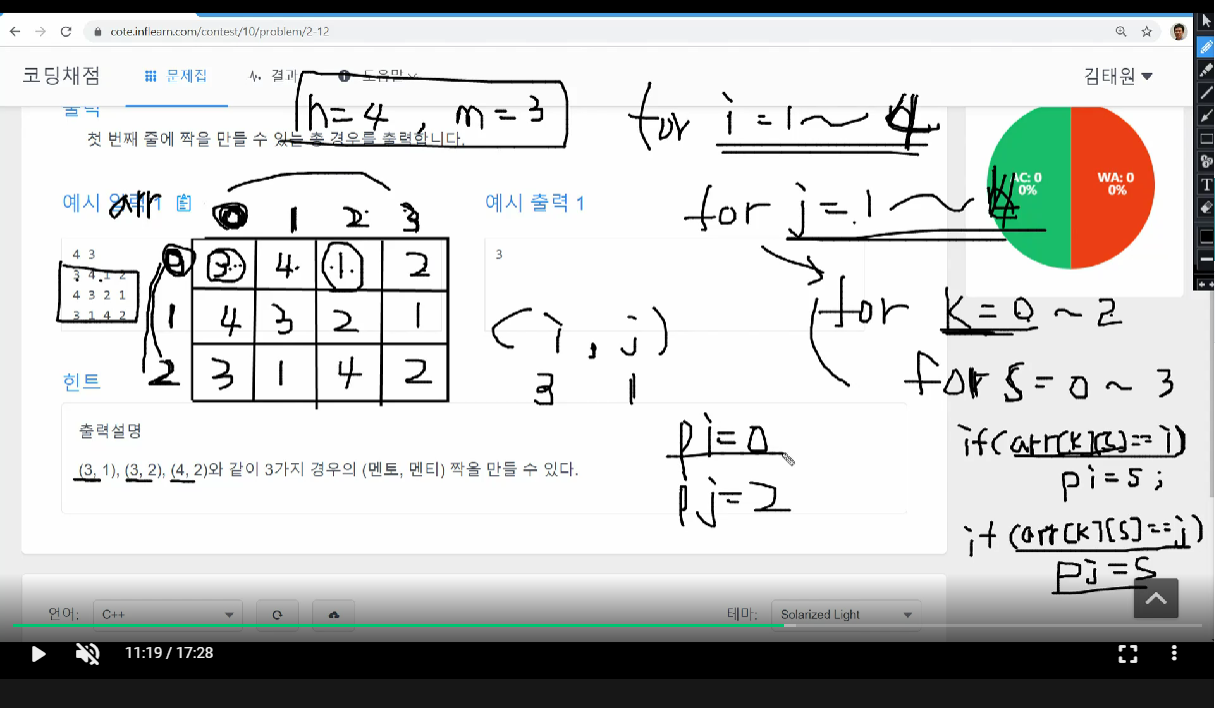 cote.inflearn.com/contest/10/problem/2-12
코딩채점
문제집
결과
도움말
김태원
n=4 , m=3
for i=1~4
출력
첫 번째 줄에 짝을 만들 수 있는 총 경우를 출력합니다.
AC: 0
0%
WA: 0
0%
예시 입력 1
arr
예시 출력 1
for j=1~4
0 1 2 3
4 3
3 4 1 2
4 3 2 1
3 1 4 2
3
0 3 4 1 2
1 4 3 2 1
2 3 1 4 2
(i, j)
3 1
for k=0~2
for s=0~3
힌트
출력설명
(3, 1), (3, 2), (4, 2)와 같이 3가지 경우의 (멘토, 멘티) 짝을 만들 수 있다.
pi=0
pj=2
if(arr[k][s]==i)
pi=s;
if(arr[k][s]==j)
pj=s
언어:
C++
테마:
Solarized Light
11:19 / 17:28